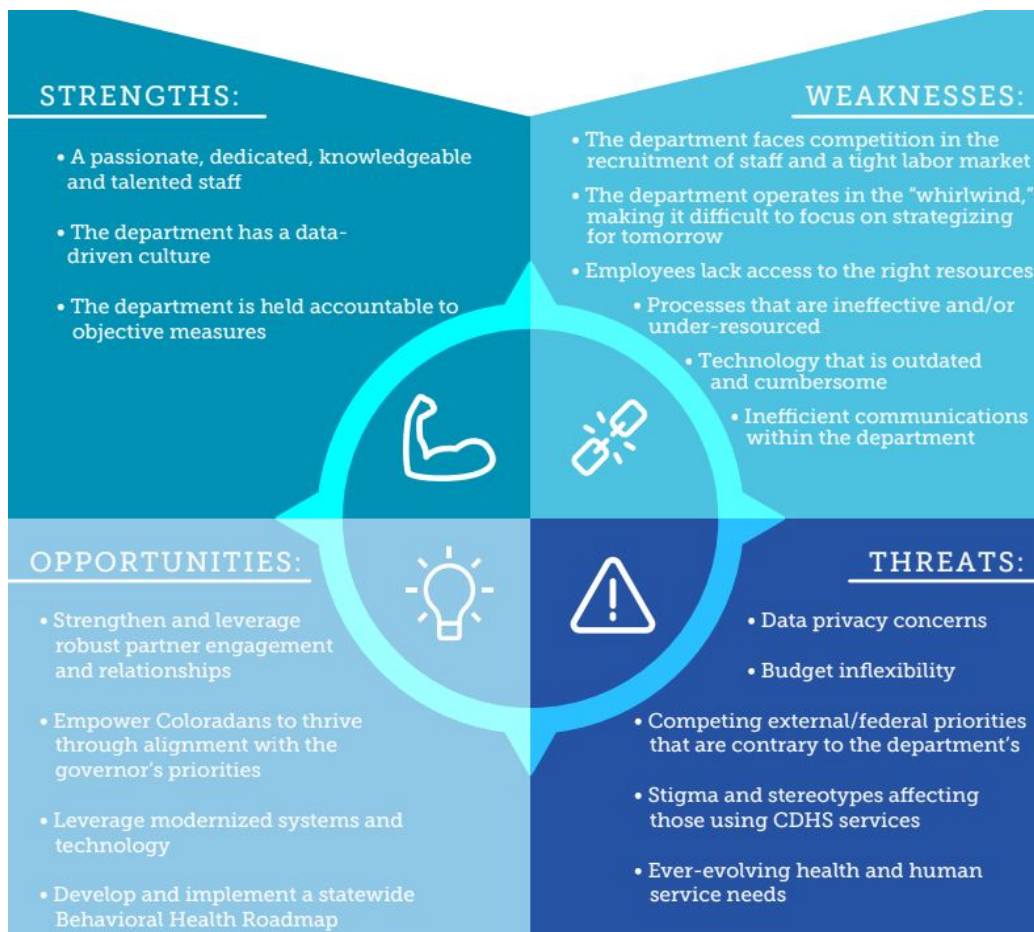 STRENGTHS:
• A passionate, dedicated, knowledgeable
and talented staff
• The department has a data-
driven culture
• The department is held accountable to
objective measures
WEAKNESSES:
• The department faces competition in the
recruitment of staff and a tight labor market
• The department operates in the “whirlwind,”
making it difficult to focus on strategizing
for tomorrow
• Employees lack access to the right resources
• Processes that are ineffective and/or
under-resourced
• Technology that is outdated
and cumbersome
• Inefficient communications
within the department
OPPORTUNITIES:
• Strengthen and leverage
robust partner engagement
and relationships
• Empower Coloradans to thrive
through alignment with the
governor’s priorities
• Leverage modernized systems and
technology
• Develop and implement a statewide
Behavioral Health Roadmap
THREATS:
• Data privacy concerns
• Budget inflexibility
• Competing external/federal priorities
that are contrary to the department’s
• Stigma and stereotypes affecting
those using CDHS services
• Ever-evolving health and human
service needs